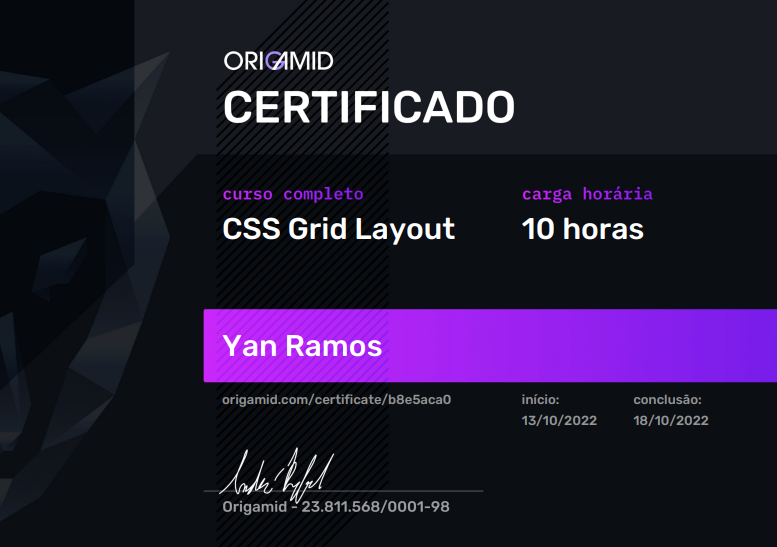 ORIGAMID
CERTIFICADO
curso completo
CSS Grid Layout
carga horária
10 horas
Yan Ramos
origamid.com/certificate/b8e5aca0
início:
13/10/2022
conclusão:
18/10/2022
Origamid - 23.811.568/0001-98